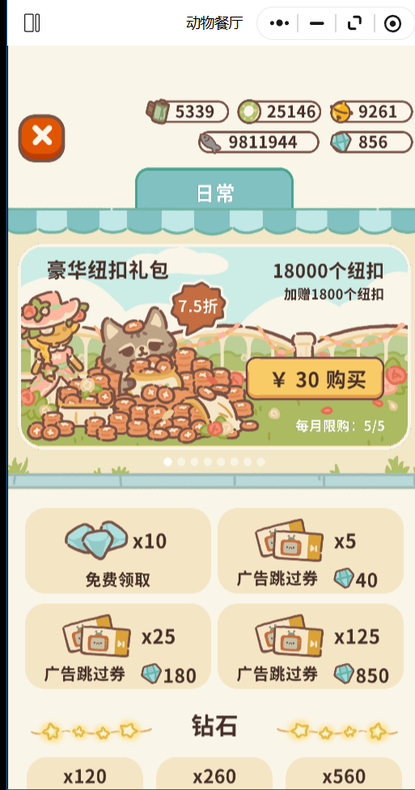 动物餐厅
5339
25146
9261
9811944
856
日常
豪华纽扣礼包
18000个纽扣
加赠1800个纽扣
7.5折
¥ 30 购买
每月限购：5/5
x10
免费领取
x5
广告跳过券
40
x25
广告跳过券
180
x125
广告跳过券
850
钻石
x120
x260
x560